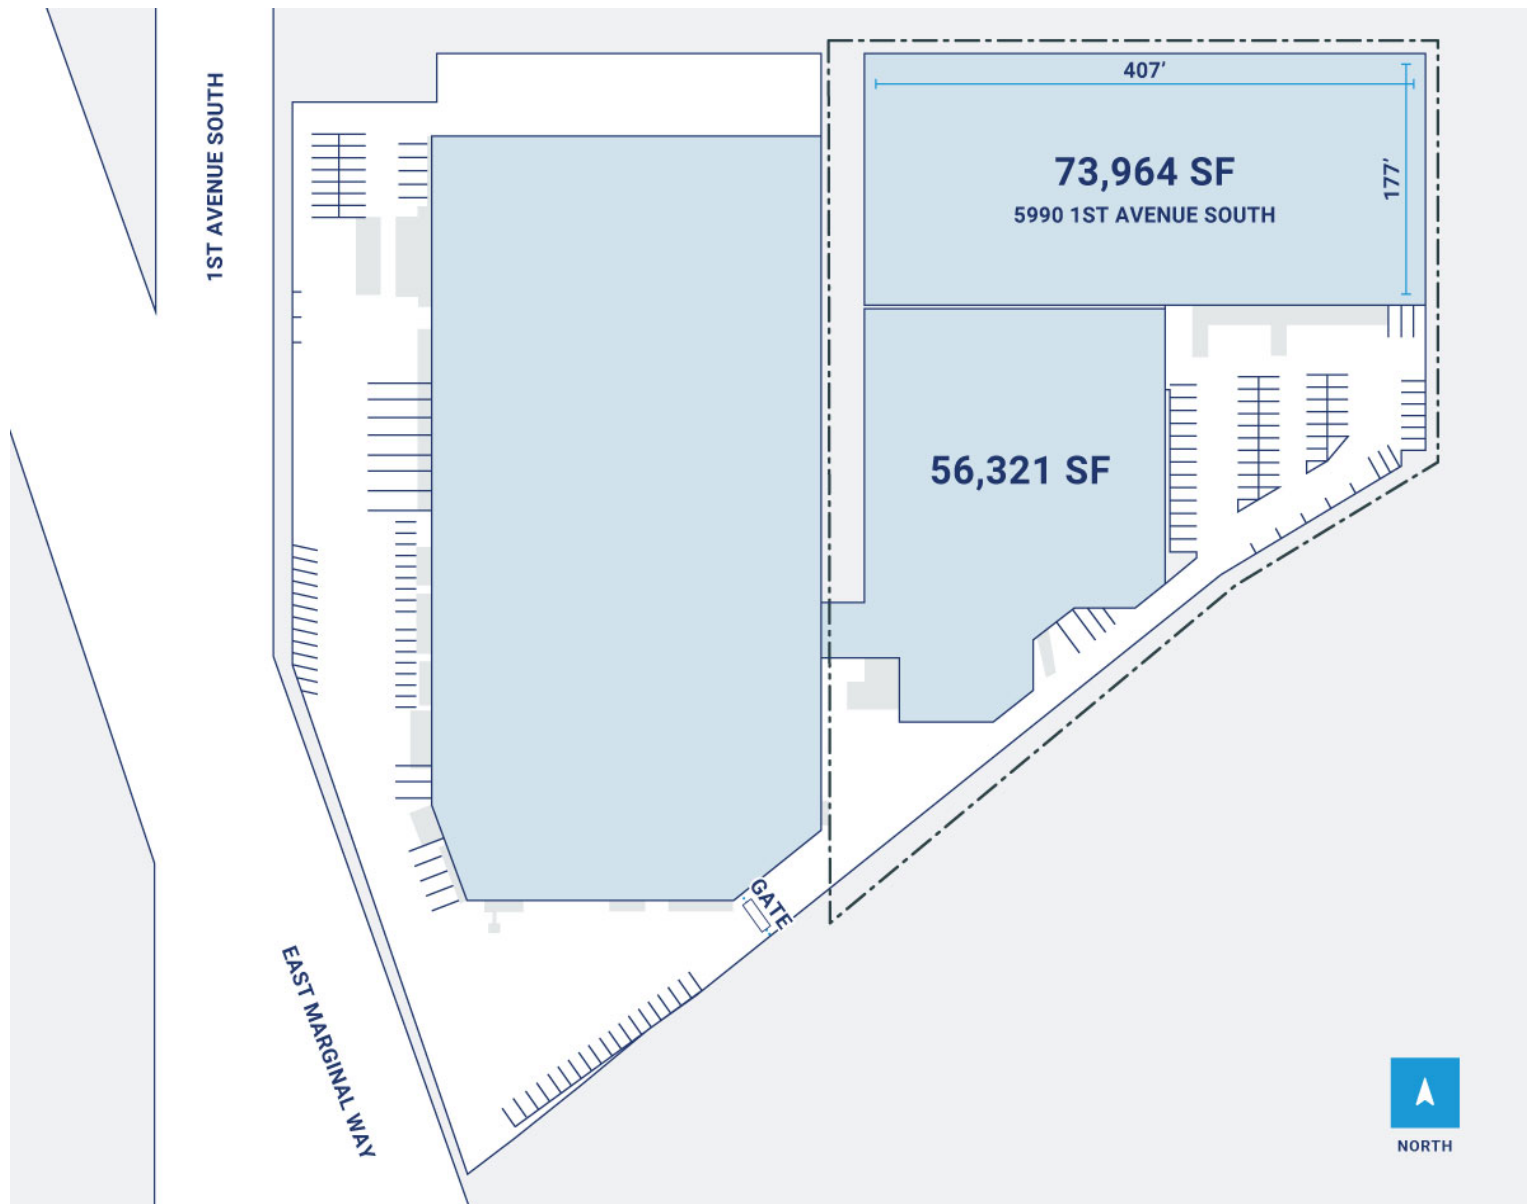 1ST AVENUE SOUTH
407’
73,964 SF
177’
5990 1ST AVENUE SOUTH
56,321 SF
GATE
EAST MARGINAL WAY
NORTH